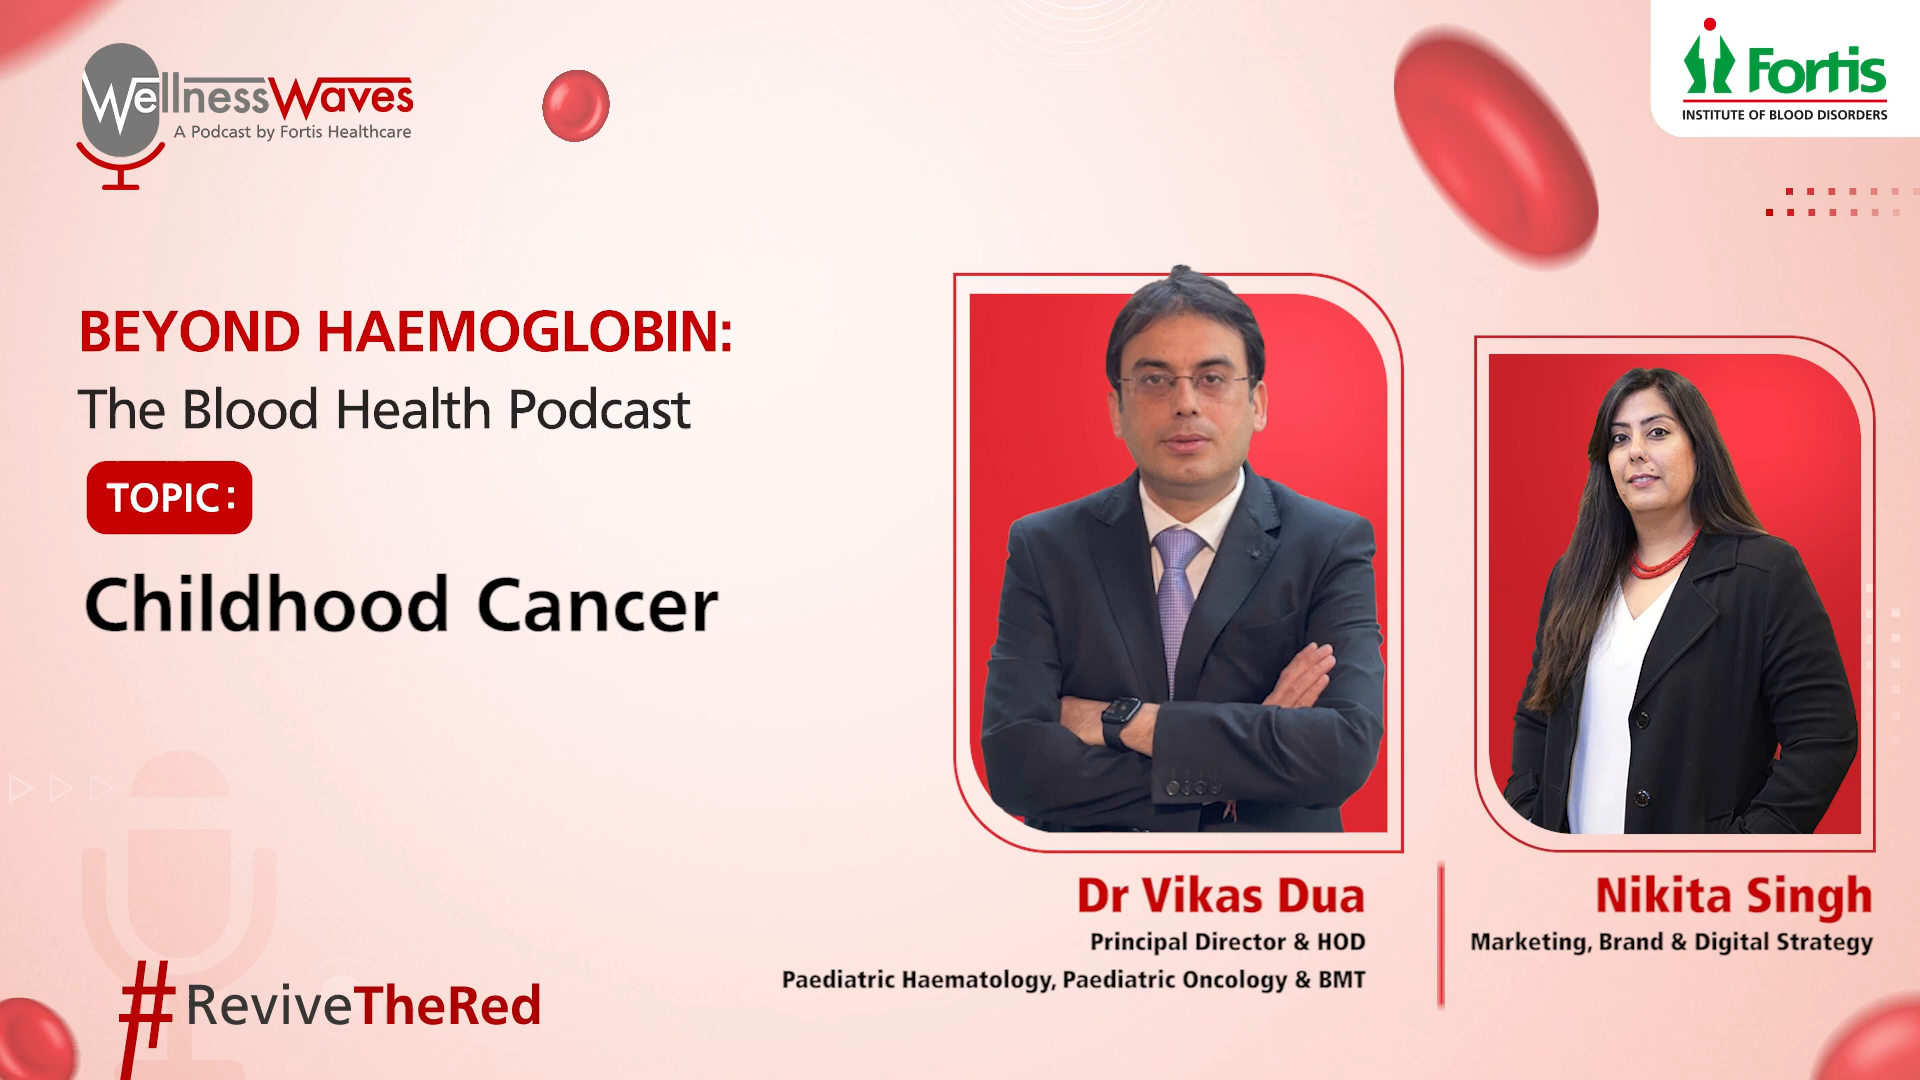 WellnessWaves
A Podcast by Fortis Healthcare
Fortis
INSTITUTE OF BLOOD DISORDERS
BEYOND HAEMOGLOBIN:
The Blood Health Podcast
TOPIC:
Childhood Cancer
Dr Vikas Dua
Principal Director & HOD
Paediatric Haematology, Paediatric Oncology & BMT
Nikita Singh
Marketing, Brand & Digital Strategy
#ReviveTheRed